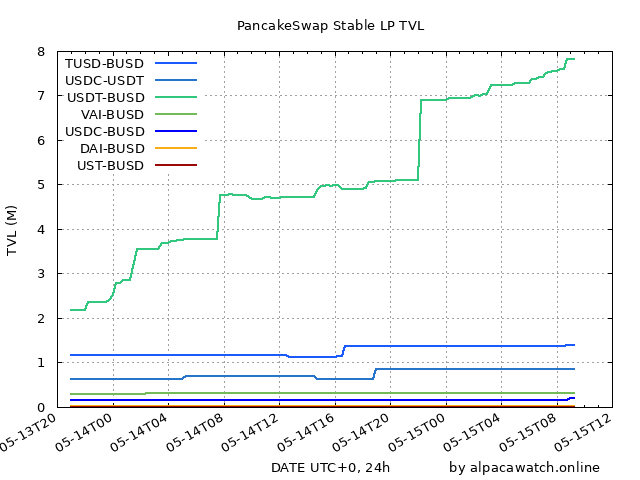 PancakeSwap Stable LP TVL
TUSD-BUSD
USDC-USDT
USDT-BUSD
VAI-BUSD
USDC-BUSD
DAI-BUSD
UST-BUSD
TVL (M)
8
7
6
5
4
3
2
1
0
05-13T20
05-14T00
05-14T04
05-14T08
05-14T12
05-14T16
05-14T20
05-15T00
05-15T04
05-15T08
05-15T12
DATE UTC+0, 24h
by alpacawatch.online